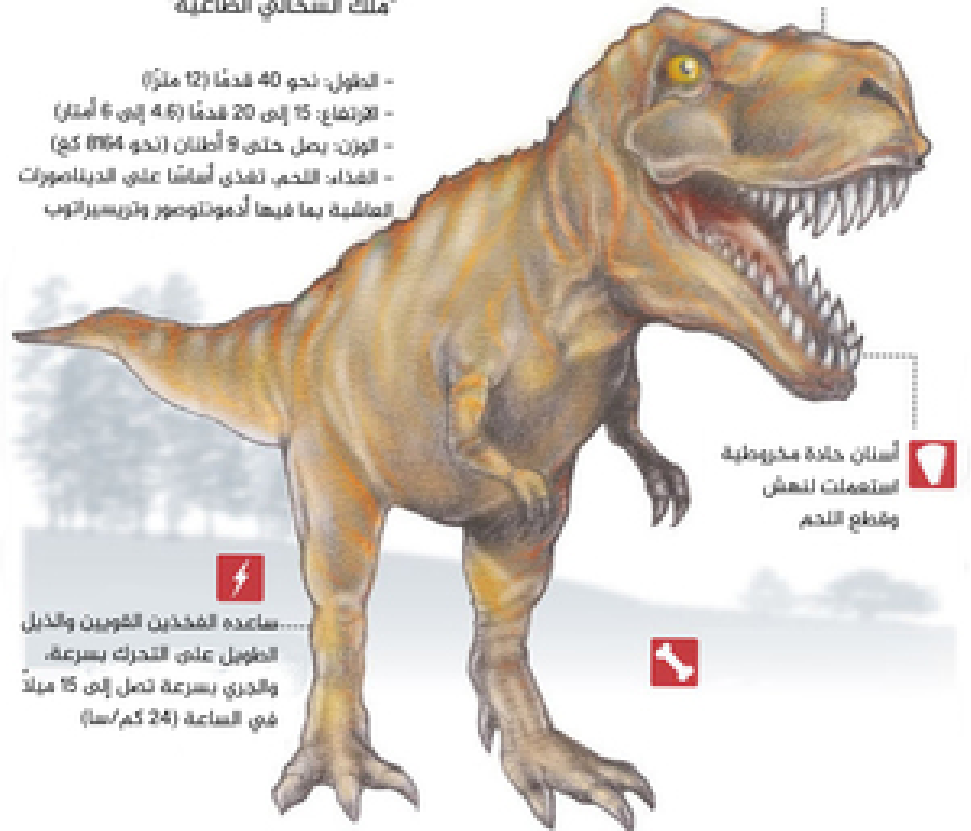 "ملك السحالي الطاغية"
- الطول: نحو 40 قدمًا (12 مترًا)
- الارتفاع: 15 إلى 20 قدمًا (4.6 إلى 6 أمتار)
- الوزن: يصل حتى 9 أطنان (نحو 8164 كغ)
- الغذاء: اللحم، تغذى أساسًا على الديناصورات
العاشبة بما فيها أدمونتوصور وتريسيراتوب
أسنان حادة مخروطية
استعملت لنهش
وقطع اللحم
ساعده الفخذين القويين والذيل
الطويل على التحرك بسرعة،
والجري بسرعة تصل إلى 15 ميلاً
في الساعة (24 كم/سا)